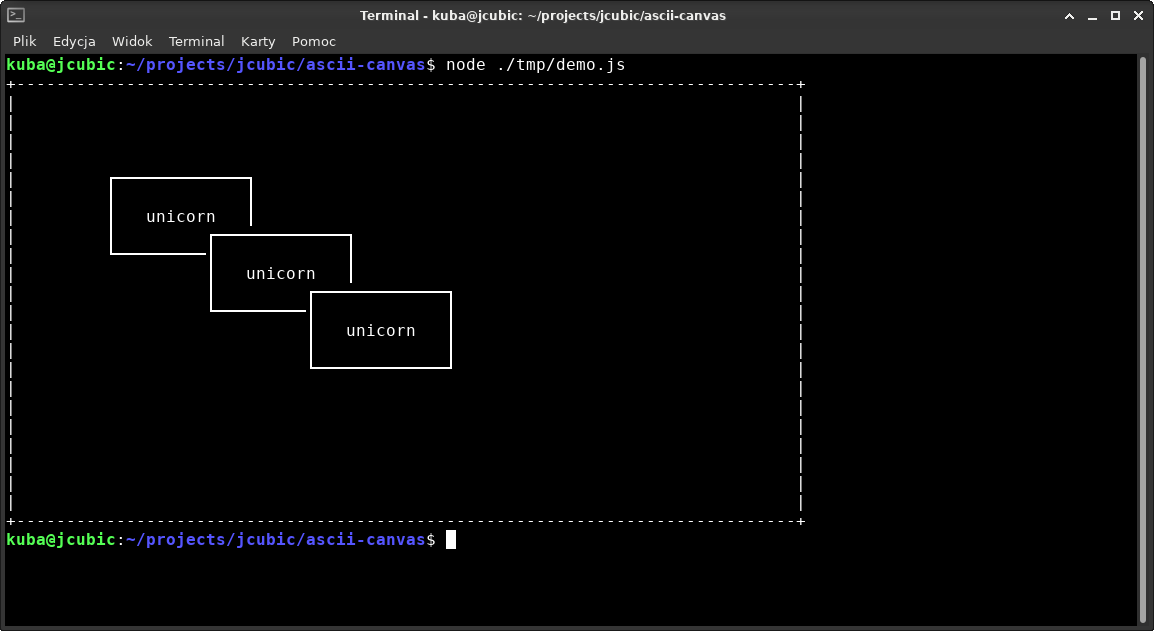 Terminal - kuba@jcubic: ~/projects/jcubic/ascii-canvas
Plik Edycja Widok Terminal Karty Pomoc
kuba@jcubic:~/projects/jcubic/ascii-canvas$ node ./tmp/demo.js
unicorn
unicorn
unicorn
kuba@jcubic:~/projects/jcubic/ascii-canvas$